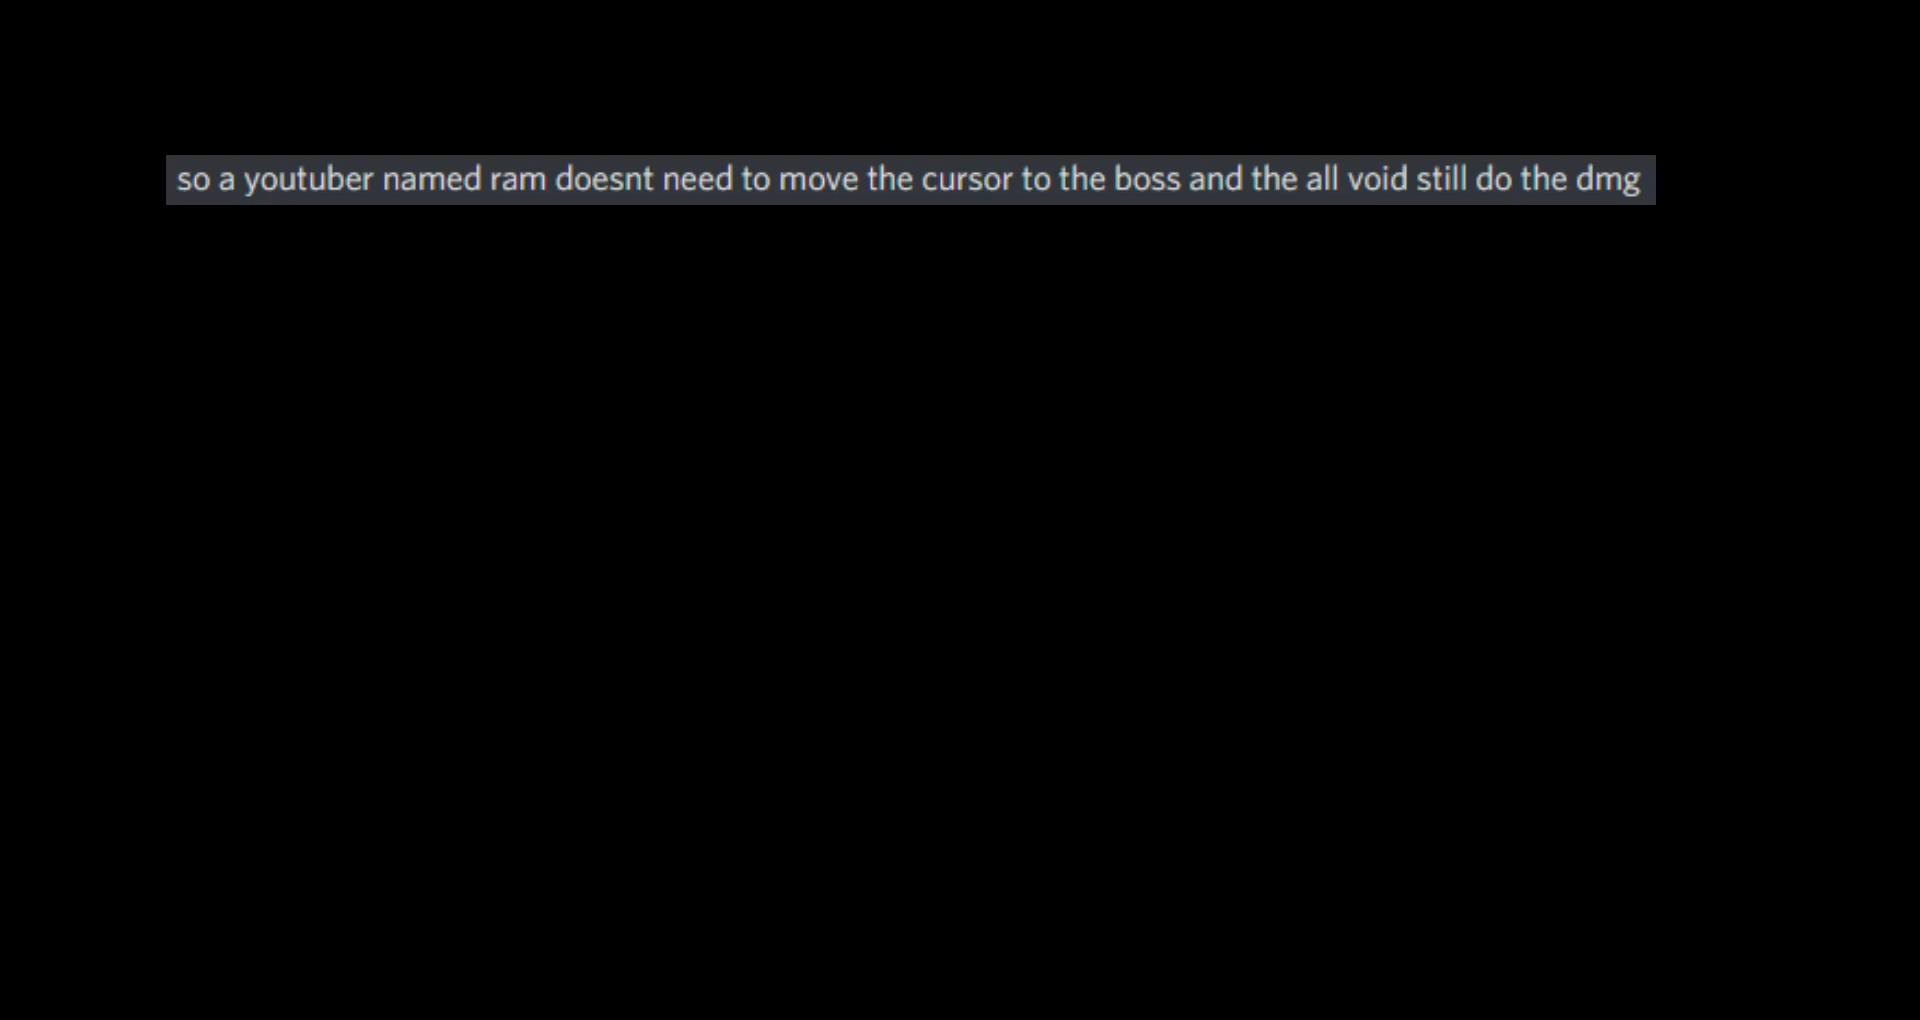 so a youtuber named ram doesnt need to move the cursor to the boss and the all void still do the dmg